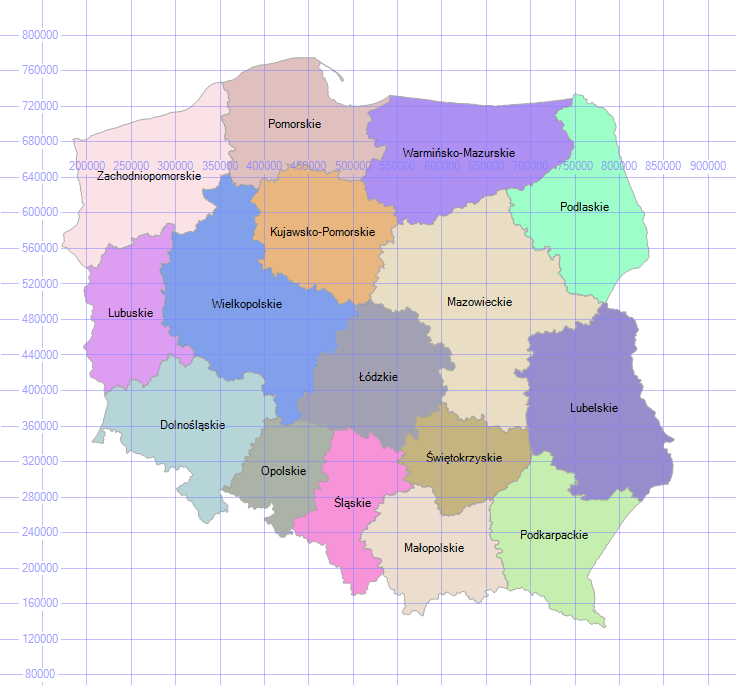 800000
760000
720000
Pomorskie
680000
Warmińsko-Mazurskie
200000 250000 300000 350000 400000 450000 500000 550000 600000 650000 700000 750000 800000 850000 900000
640000
Zachodniopomorskie
Podlaskie
600000
Kujawsko-Pomorskie
560000
520000
Wielkopolskie
Mazowieckie
Lubuskie
480000
440000
Łódzkie
400000
Lubelskie
360000
Dolnośląskie
320000
Świętokrzyskie
Opolskie
280000
Śląskie
240000
Podkarpackie
Małopolskie
200000
160000
120000
80000